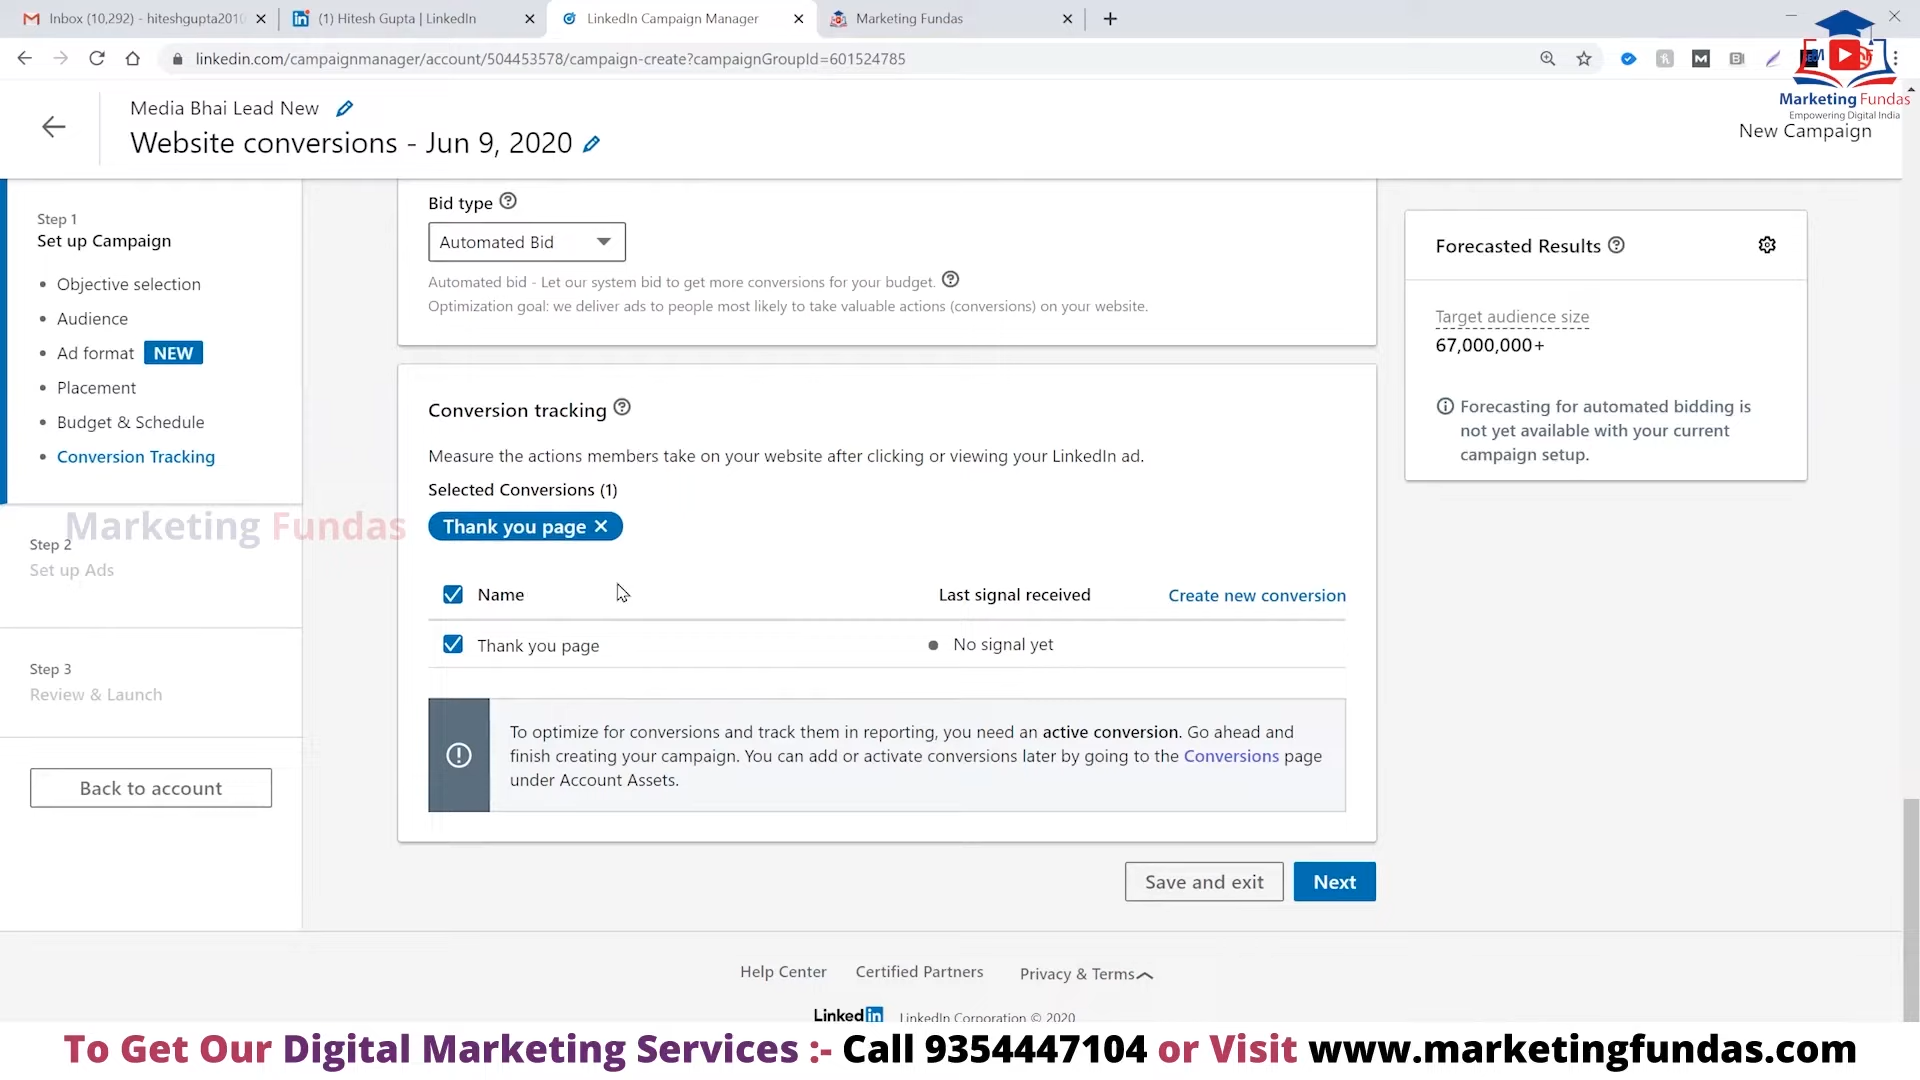 Inbox (10,292) - hiteshgupta2010
(1) Hitesh Gupta | LinkedIn
LinkedIn Campaign Manager
Marketing Fundas
linkedin.com/campaignmanager/account/504453578/campaign-create?campaignGroupId=601524785
Marketing Fundas
Empowering Digital India
New Campaign
Media Bhai Lead New
Website conversions - Jun 9, 2020
Step 1
Set up Campaign
Objective selection
Audience
Ad format NEW
Placement
Budget & Schedule
Conversion Tracking
Marketing Fundas
Step 2
Set up Ads
Step 3
Review & Launch
Back to account
Bid type
Automated Bid
Automated bid - Let our system bid to get more conversions for your budget.
Optimization goal: we deliver ads to people most likely to take valuable actions (conversions) on your website.
Conversion tracking
Measure the actions members take on your website after clicking or viewing your LinkedIn ad.
Selected Conversions (1)
Thank you page
Name
Last signal received
Create new conversion
Thank you page
No signal yet
To optimize for conversions and track them in reporting, you need an active conversion. Go ahead and
finish creating your campaign. You can add or activate conversions later by going to the Conversions page
under Account Assets.
Save and exit
Next
Forecasted Results
Target audience size
67,000,000+
Forecasting for automated bidding is
not yet available with your current
campaign setup.
Help Center
Certified Partners
Privacy & Terms
LinkedIn
LinkedIn Corporation © 2020
To Get Our Digital Marketing Services :- Call 9354447104 or Visit www.marketingfundas.com